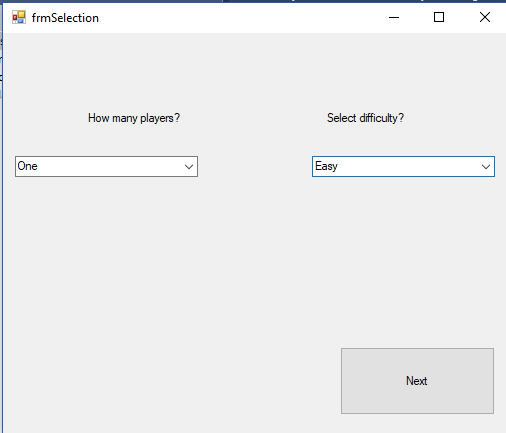 frmSelection
How many players?
Select difficulty?
One
Easy
Next